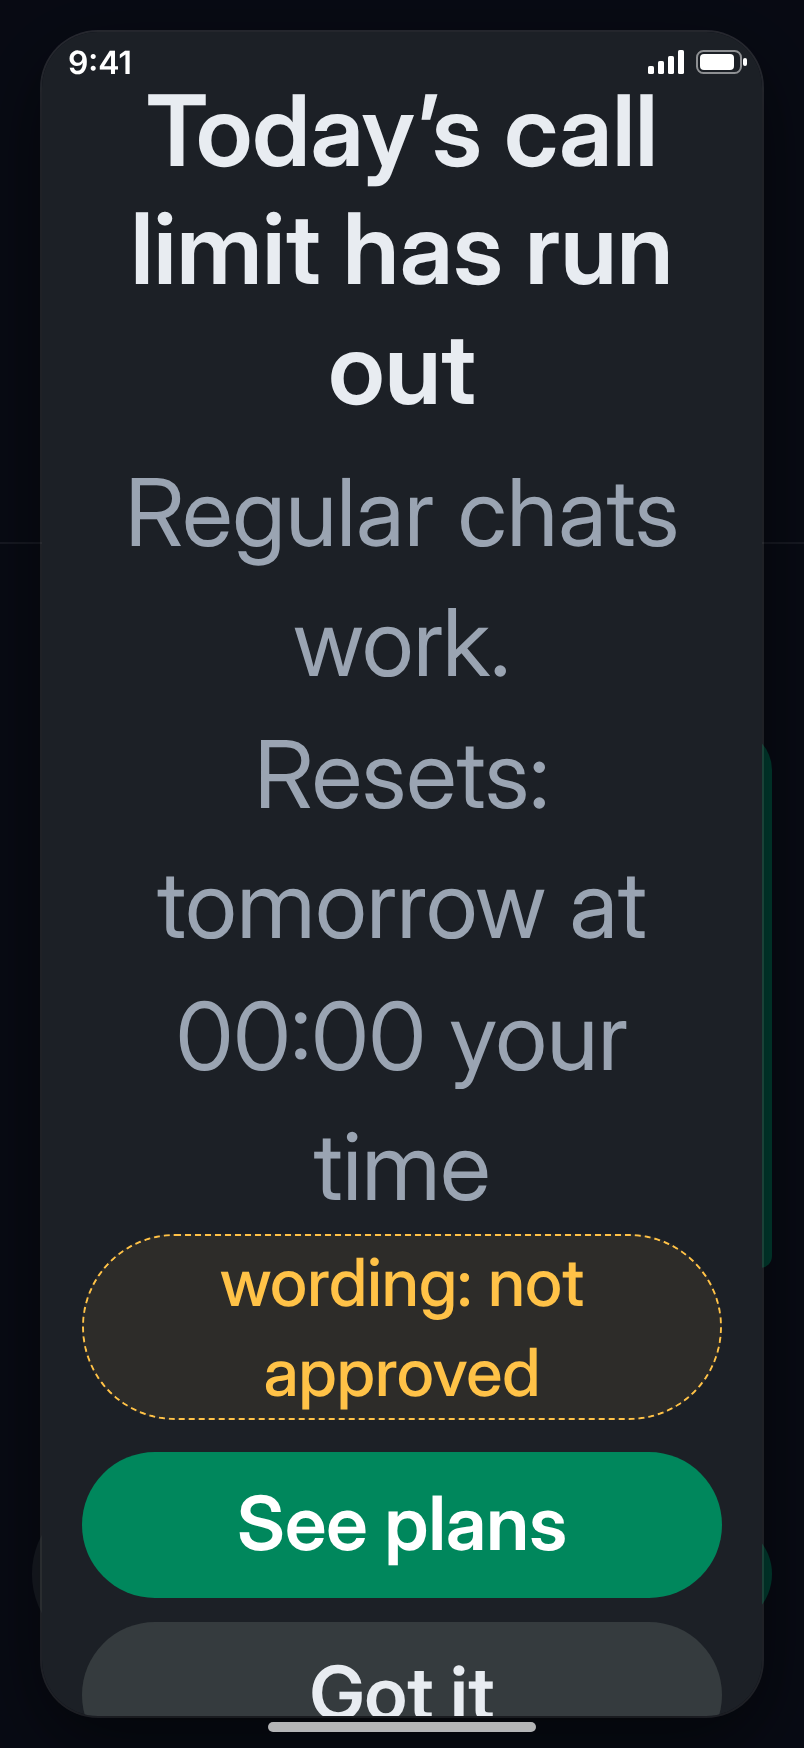 9:41
Today’s call
limit has run
out
Regular chats
work.
Resets:
tomorrow at
00:00 your
time
wording: not
approved
See plans
Got it